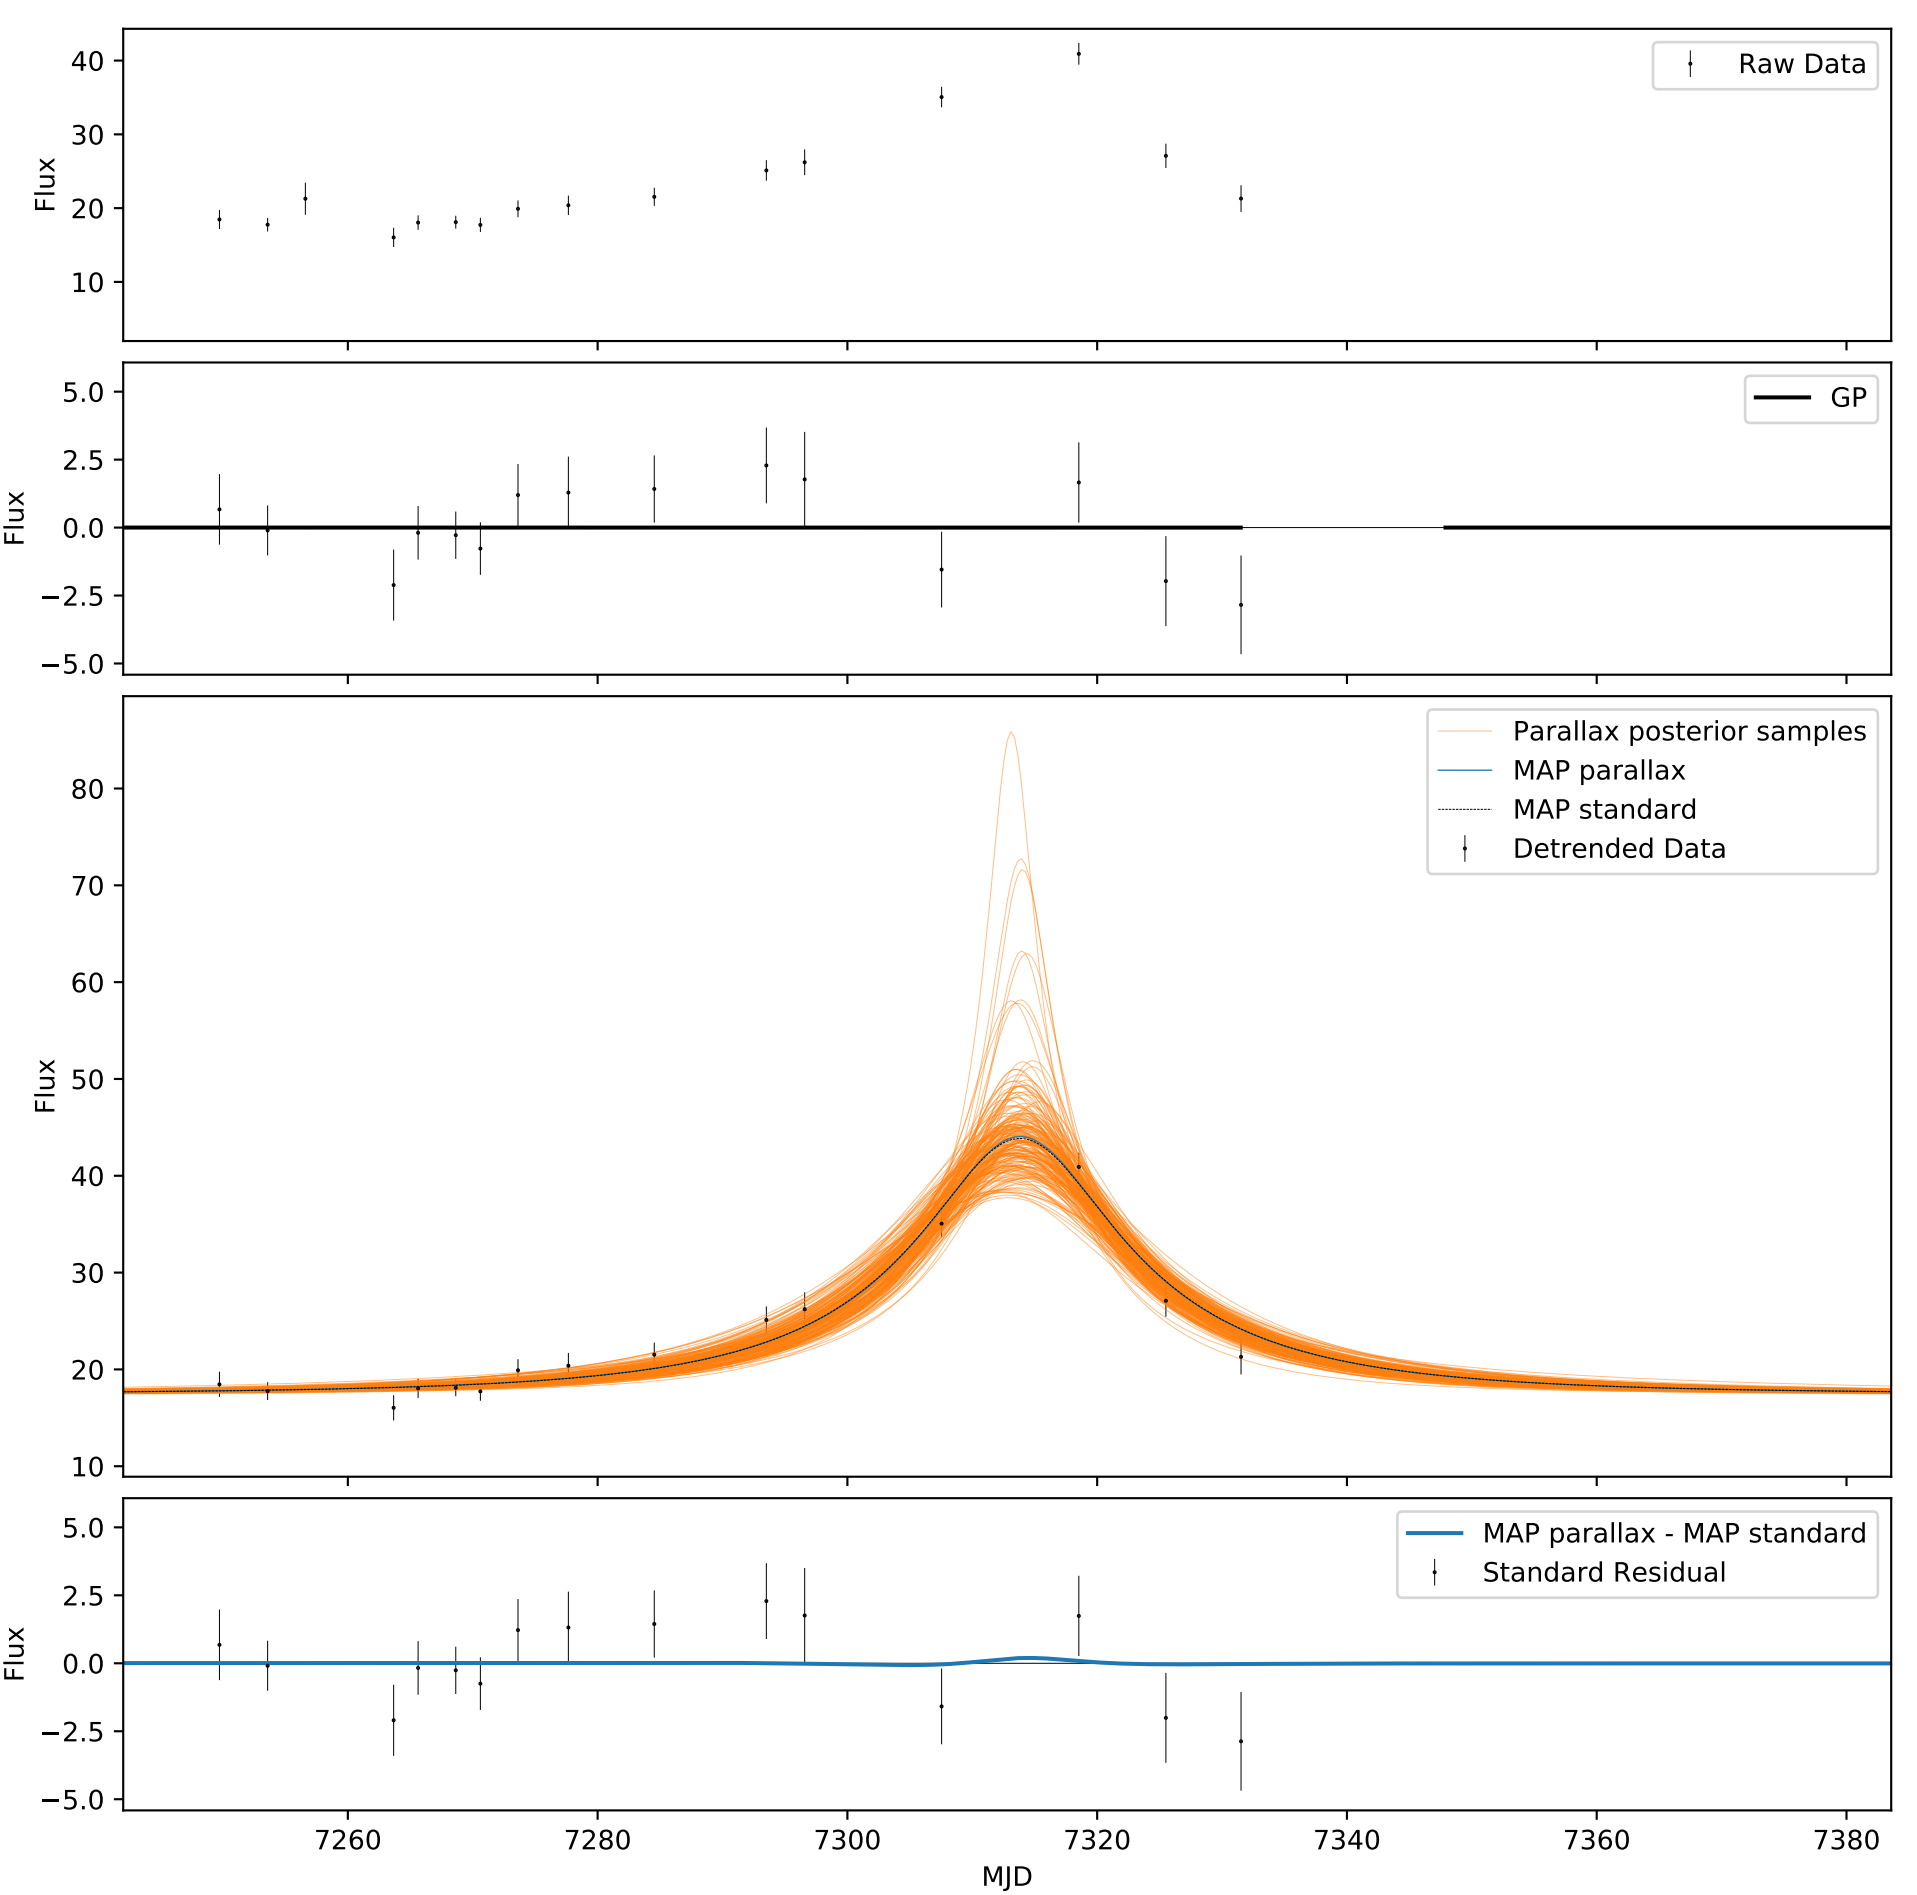 40
30
20
10
Flux
Raw Data
5.0
2.5
0.0
−2.5
−5.0
Flux
GP
80
70
60
50
40
30
20
10
Flux
Parallax posterior samples
MAP parallax
MAP standard
Detrended Data
5.0
2.5
0.0
−2.5
−5.0
Flux
MAP parallax - MAP standard
Standard Residual
7260 7280 7300 7320 7340 7360 7380
MJD